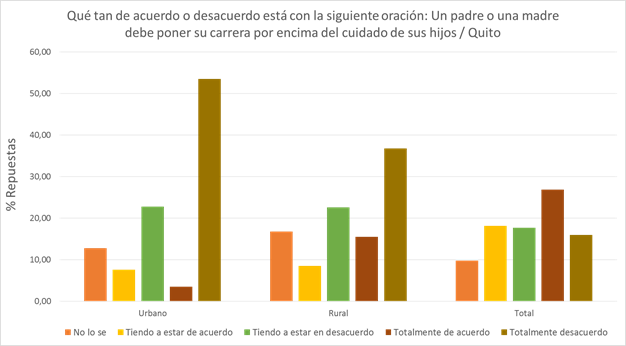 Qué tan de acuerdo o desacuerdo está con la siguiente oración: Un padre o una madre
debe poner su carrera por encima del cuidado de sus hijos / Quito
60,00
50,00
40,00
30,00
20,00
10,00
0,00
% Repuestas
Urbano
Rural
Total
No lo se
Tiendo a estar de acuerdo
Tiendo a estar en desacuerdo
Totalmente de acuerdo
Totalmente desacuerdo